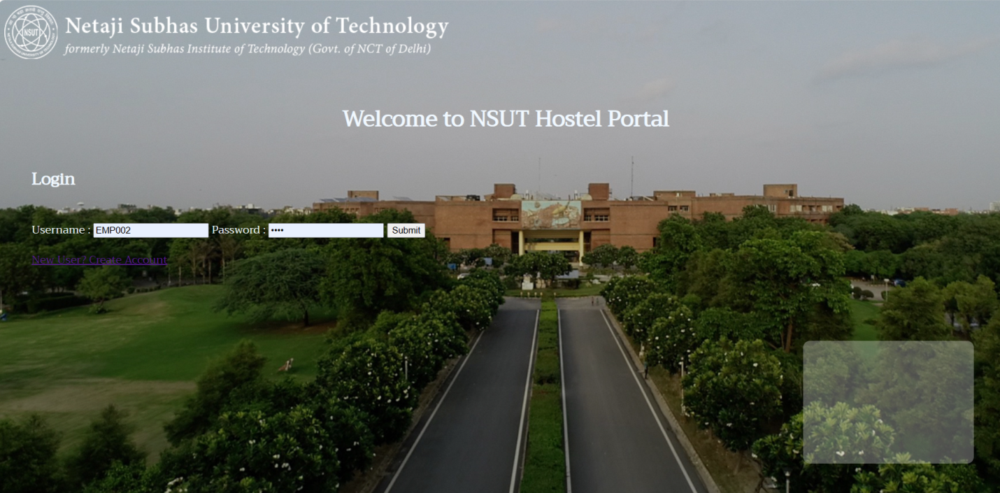 NSUT
Netaji Subhas University of Technology
formerly Netaji Subhas Institute of Technology (Govt. of NCT of Delhi)
Welcome to NSUT Hostel Portal
Login
Username : EMP002 Password : •••• Submit
New User? Create Account